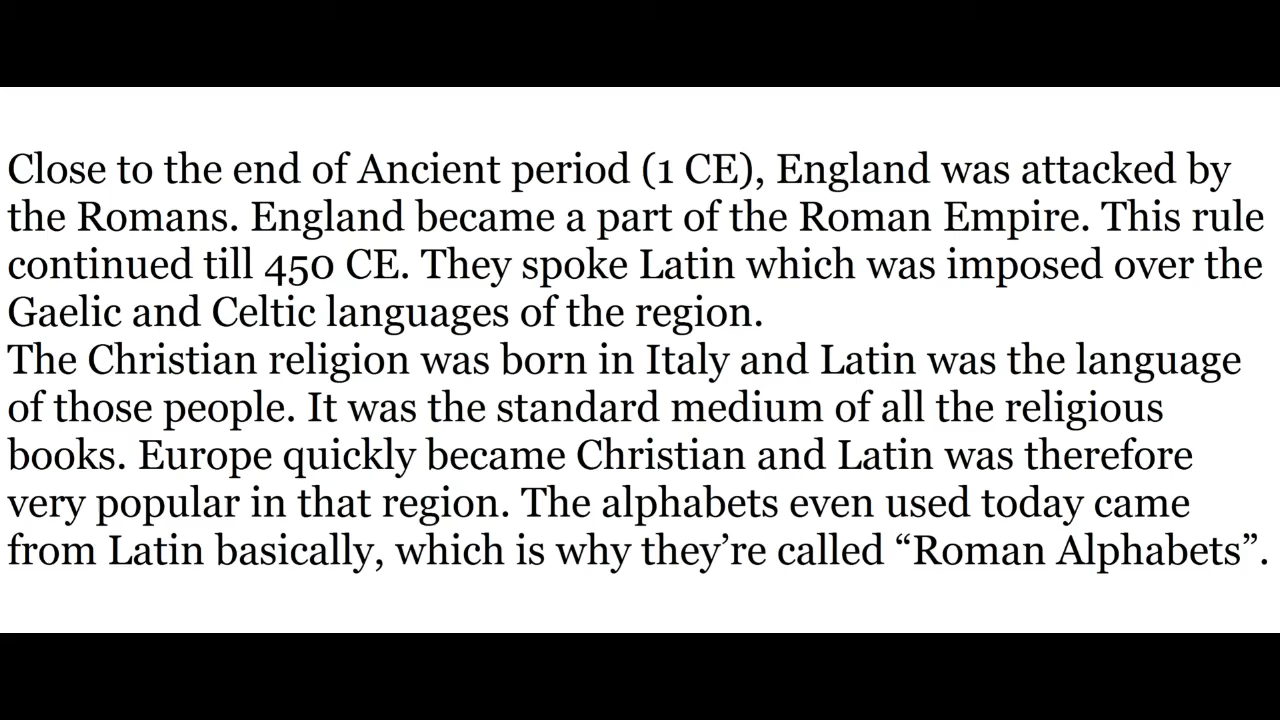 Close to the end of Ancient period (1 CE), England was attacked by
the Romans. England became a part of the Roman Empire. This rule
continued till 450 CE. They spoke Latin which was imposed over the
Gaelic and Celtic languages of the region.
The Christian religion was born in Italy and Latin was the language
of those people. It was the standard medium of all the religious
books. Europe quickly became Christian and Latin was therefore
very popular in that region. The alphabets even used today came
from Latin basically, which is why they’re called “Roman Alphabets”.